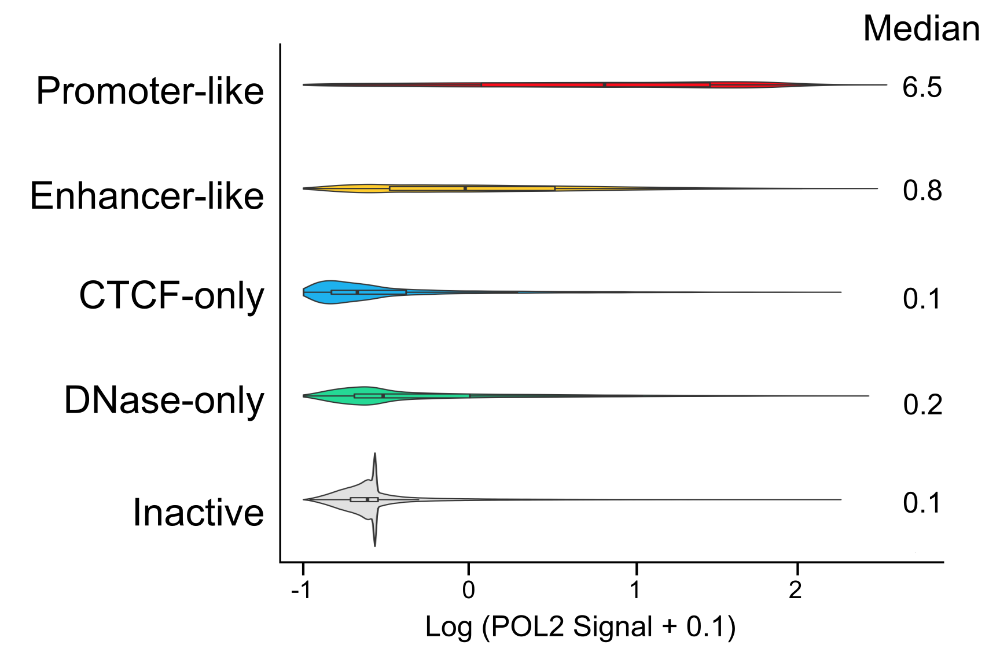 Median
Promoter-like 6.5
Enhancer-like 0.8
CTCF-only 0.1
DNase-only 0.2
Inactive 0.1
-1 0 1 2
Log (POL2 Signal + 0.1)